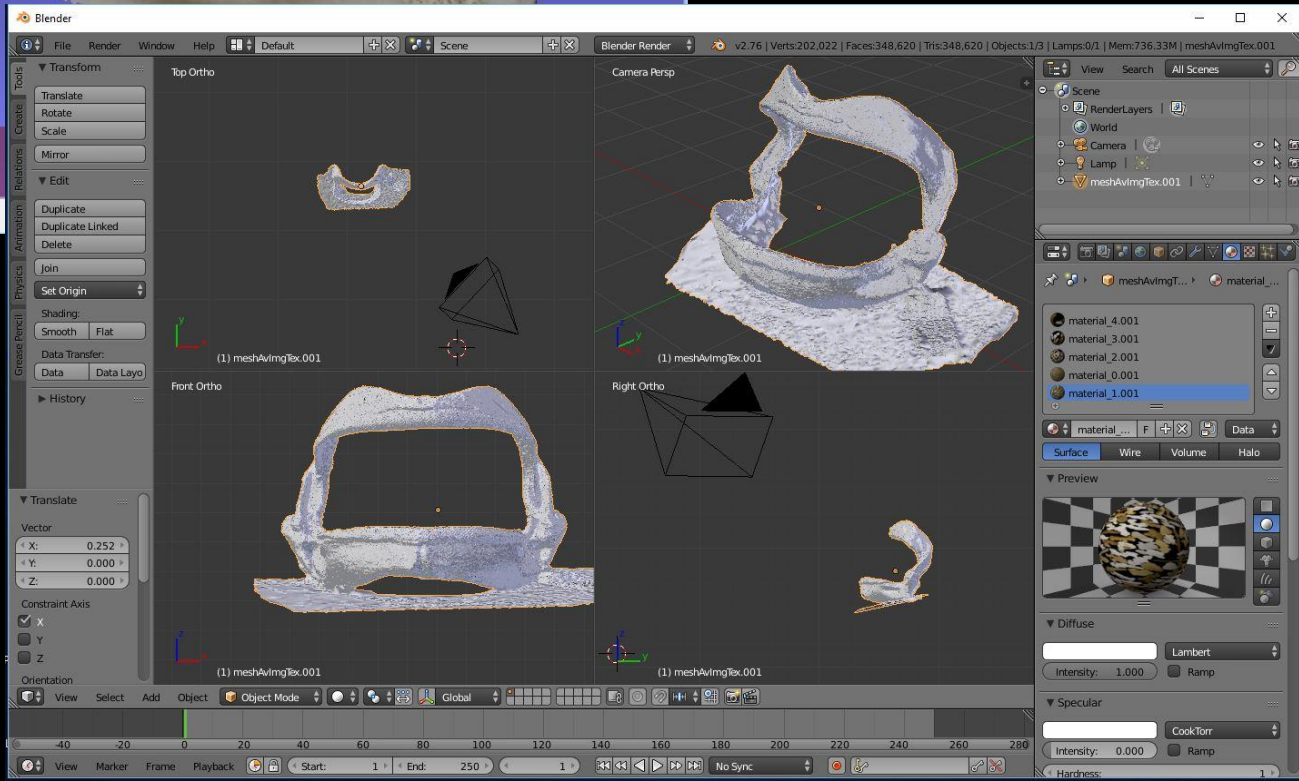 Blender
File Render Window Help Default Scene Blender Render v2.76 | Verts:202,022 | Faces:348,620 | Tris:348,620 | Objects:1/3 | Lamps:0/1 | Mem:736.33M | meshAvImgTex.001
Tools
Create
Relations
Animation
Physics
Grease Pencil
Transform
Translate
Rotate
Scale
Mirror
Edit
Duplicate
Duplicate Linked
Delete
Join
Set Origin
Shading:
Smooth Flat
Data Transfer:
Data Data Layo
History
Translate
Vector
X: 0.252
Y: 0.000
Z: 0.000
Constraint Axis
X
Y
Z
Orientation
Top Ortho
(1) meshAvImgTex.001
Camera Persp
(1) meshAvImgTex.001
Front Ortho
(1) meshAvImgTex.001
Right Ortho
(1) meshAvImgTex.001
View Search All Scenes
Scene
RenderLayers |
World
Camera |
Lamp |
meshAvImgTex.001 |
meshAvImgT... material_...
material_4.001
material_3.001
material_2.001
material_0.001
material_1.001
material_... F Data
Surface Wire Volume Halo
Preview
Diffuse
Lambert
Intensity: 1.000 Ramp
Specular
CookTorr
Intensity: 0.000 Ramp
Hardness: 1
View Select Add Object Object Mode Global
-40 -20 0 20 40 60 80 100 120 140 160 180 200 220 240 260 280
View Marker Frame Playback Start: 1 End: 250 1 No Sync